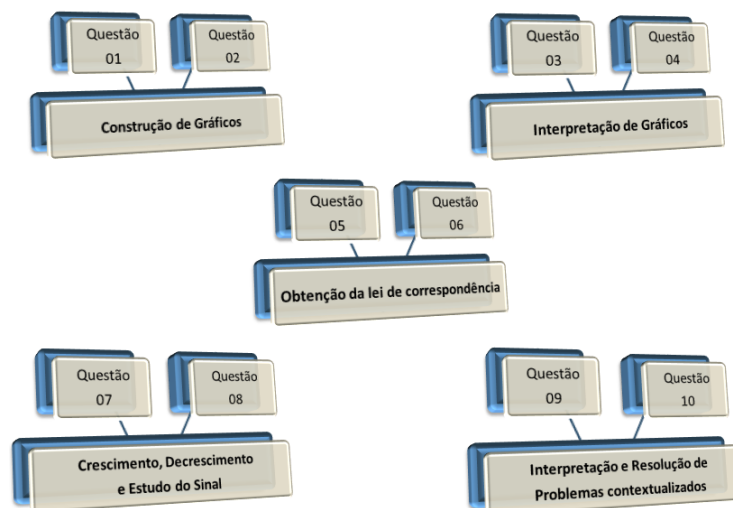 Questão
01
Questão
02
Construção de Gráficos
Questão
03
Questão
04
Interpretação de Gráficos
Questão
05
Questão
06
Obtenção da lei de correspondência
Questão
07
Questão
08
Crescimento, Decrescimento
e Estudo do Sinal
Questão
09
Questão
10
Interpretação e Resolução de
Problemas contextualizados